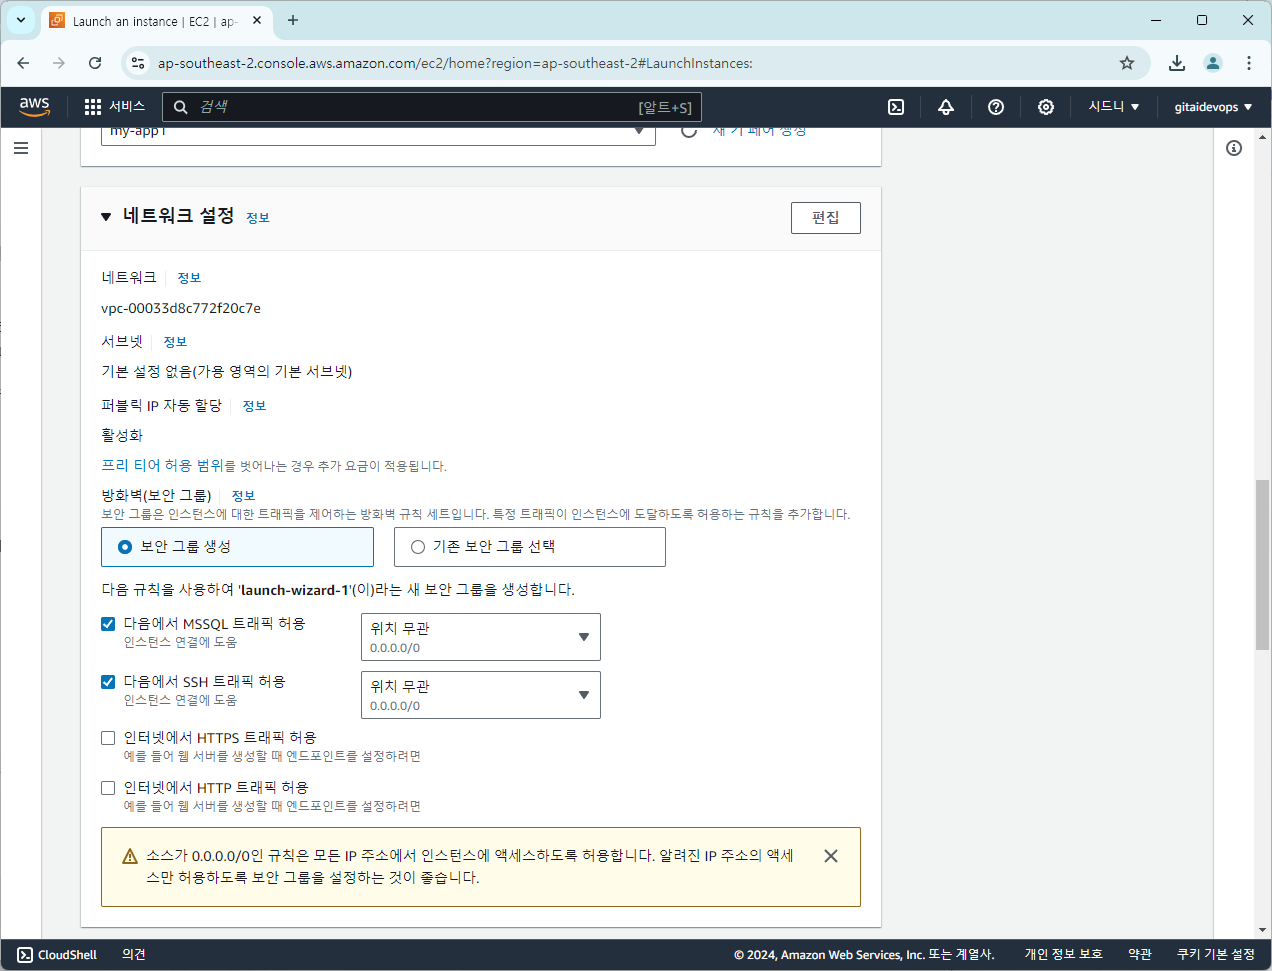 Launch an instance | EC2 | ap-
ap-southeast-2.console.aws.amazon.com/ec2/home?region=ap-southeast-2#LaunchInstances:
aws
서비스
검색
[알트+S]
시드니
gitaidevops
my-app1
새 키 페어 생성
네트워크 설정 정보
편집
네트워크 정보
vpc-00033d8c772f20c7e
서브넷 정보
기본 설정 없음(가용 영역의 기본 서브넷)
퍼블릭 IP 자동 할당 정보
활성화
프리 티어 허용 범위를 벗어나는 경우 추가 요금이 적용됩니다.
방화벽(보안 그룹) 정보
보안 그룹은 인스턴스에 대한 트래픽을 제어하는 방화벽 규칙 세트입니다. 특정 트래픽이 인스턴스에 도달하도록 허용하는 규칙을 추가합니다.
보안 그룹 생성
기존 보안 그룹 선택
다음 규칙을 사용하여 'launch-wizard-1'(이)라는 새 보안 그룹을 생성합니다.
다음에서 MSSQL 트래픽 허용
인스턴스 연결에 도움
위치 무관
0.0.0.0/0
다음에서 SSH 트래픽 허용
인스턴스 연결에 도움
위치 무관
0.0.0.0/0
인터넷에서 HTTPS 트래픽 허용
예를 들어 웹 서버를 생성할 때 엔드포인트를 설정하려면
인터넷에서 HTTP 트래픽 허용
예를 들어 웹 서버를 생성할 때 엔드포인트를 설정하려면
소스가 0.0.0.0/0인 규칙은 모든 IP 주소에서 인스턴스에 액세스하도록 허용합니다. 알려진 IP 주소의 액세
스만 허용하도록 보안 그룹을 설정하는 것이 좋습니다.
CloudShell
의견
© 2024, Amazon Web Services, Inc. 또는 계열사.
개인 정보 보호
약관
쿠키 기본 설정